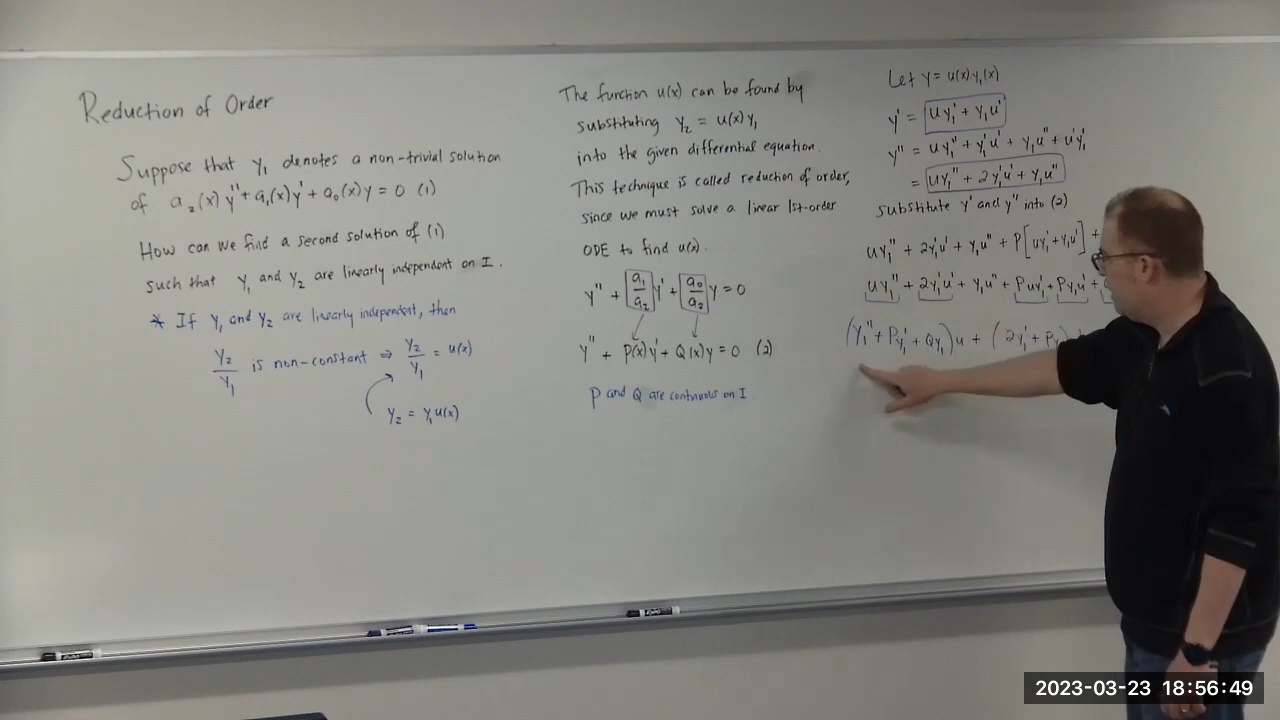 Reduction of Order
Suppose that y₁ denotes a non-trivial solution
of a₂(x)y'' + a₁(x)y' + a₀(x)y = 0 (1)
How can we find a second solution of (1)
such that y₁ and y₂ are linearly independent on I.
* If y₁ and y₂ are linearly independent, then
y₂/y₁ is non-constant ⇒ y₂/y₁ = u(x)
y₂ = y₁u(x)
The function u(x) can be found by
substituting y₂ = u(x)y₁
into the given differential equation.
This technique is called reduction of order,
since we must solve a linear 1st-order
ODE to find u(x).
y'' + a₁/a₂ y' + a₀/a₂ y = 0
y'' + P(x)y' + Q(x)y = 0 (2)
P and Q are continuous on I.
Let y = u(x)y₁(x)
y' = uy₁' + y₁u'
y'' = uy₁'' + y₁'u' + y₁u'' + u'y₁'
= uy₁'' + 2y₁'u' + y₁u''
substitute y' and y'' into (2)
uy₁'' + 2y₁'u' + y₁u'' + P[uy₁' + y₁u'] +
uy₁'' + 2y₁'u' + y₁u'' + Puy₁' + Py₁u' +
(y₁'' + Py₁' + Qy₁)u + (2y₁' + Py₁
2023-03-23 18:56:49